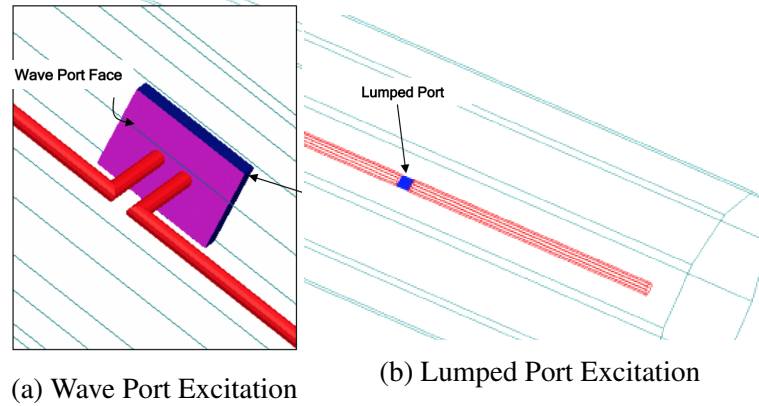 Wave Port Face
Lumped Port
(a) Wave Port Excitation
(b) Lumped Port Excitation